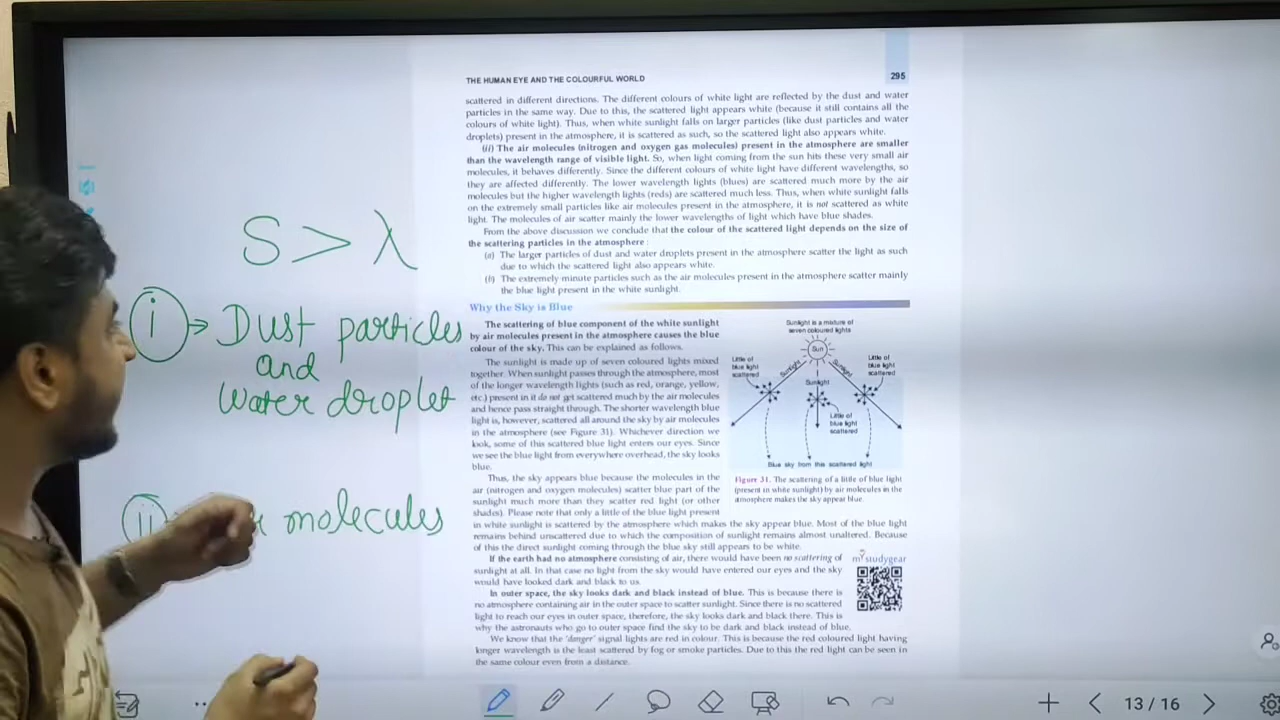 S > λ
i → Dust particles
and
Water droplet
ii
molecules
THE HUMAN EYE AND THE COLOURFUL WORLD 295
scattered in different directions. The different colours of white light are reflected by the dust and water
particles in the same way. Due to this, the scattered light appears white (because it still contains all the
colours of white light). Thus, when white sunlight falls on larger particles (like dust particles and water
droplets) present in the atmosphere, it is scattered as such, so the scattered light also appears white.
(ii) The air molecules (nitrogen and oxygen gas molecules) present in the atmosphere are smaller
than the wavelength range of visible light. So, when light coming from the sun hits these very small air
molecules, it behaves differently. Since the different colours of white light have different wavelengths, so
they are affected differently. The lower wavelength lights (blues) are scattered much more by the air
molecules but the higher wavelength lights (reds) are scattered much less. Thus, when white sunlight falls
on the extremely small particles like air molecules present in the atmosphere, it is not scattered as white
light. The molecules of air scatter mainly the lower wavelengths of light which have blue shades.
From the above discussion we conclude that the colour of the scattered light depends on the size of
the scattering particles in the atmosphere :
(a) The larger particles of dust and water droplets present in the atmosphere scatter the light as such
due to which the scattered light also appears white.
(b) The extremely minute particles such as the air molecules present in the atmosphere scatter mainly
the blue light present in the white sunlight.
Why the Sky is Blue
The scattering of blue component of the white sunlight
by air molecules present in the atmosphere causes the blue
colour of the sky. This can be explained as follows.
The sunlight is made up of seven coloured lights mixed
together. When sunlight passes through the atmosphere, most
of the longer wavelength lights (such as red, orange, yellow,
etc.) present in it do not get scattered much by the air molecules
and hence pass straight through. The shorter wavelength blue
light is, however, scattered all around the sky by air molecules
in the atmosphere (see Figure 31). Whichever direction we
look, some of this scattered blue light enters our eyes. Since
we see the blue light from everywhere overhead, the sky looks
blue.
Thus, the sky appears blue because the molecules in the
air (nitrogen and oxygen molecules) scatter blue part of the
sunlight much more than they scatter red light (or other
shades). Please note that only a little of the blue light present
in white sunlight is scattered by the atmosphere which makes the sky appear blue. Most of the blue light
remains behind unscattered due to which the composition of sunlight remains almost unaltered. Because
of this the direct sunlight coming through the blue sky still appears to be white.
If the earth had no atmosphere consisting of air, there would have been no scattering of
sunlight at all. In that case no light from the sky would have entered our eyes and the sky
would have looked dark and black to us.
In outer space, the sky looks dark and black instead of blue. This is because there is
no atmosphere containing air in the outer space to scatter sunlight. Since there is no scattered
light to reach our eyes in outer space, therefore, the sky looks dark and black there. This is
why the astronauts who go to outer space find the sky to be dark and black instead of blue.
We know that the 'danger' signal lights are red in colour. This is because the red coloured light having
longer wavelength is the least scattered by fog or smoke particles. Due to this the red light can be seen in
the same colour even from a distance.
Sunlight is a mixture of
seven coloured lights
Sun
Little of
blue light
scattered
Sunlight
Sunlight
Sunlight
Little of
blue light
scattered
Little of
blue light
scattered
Blue sky from this scattered light
Figure 31. The scattering of a little of blue light
(present in white sunlight) by air molecules in the
atmosphere makes the sky appear blue.
mystudygear
13 / 16